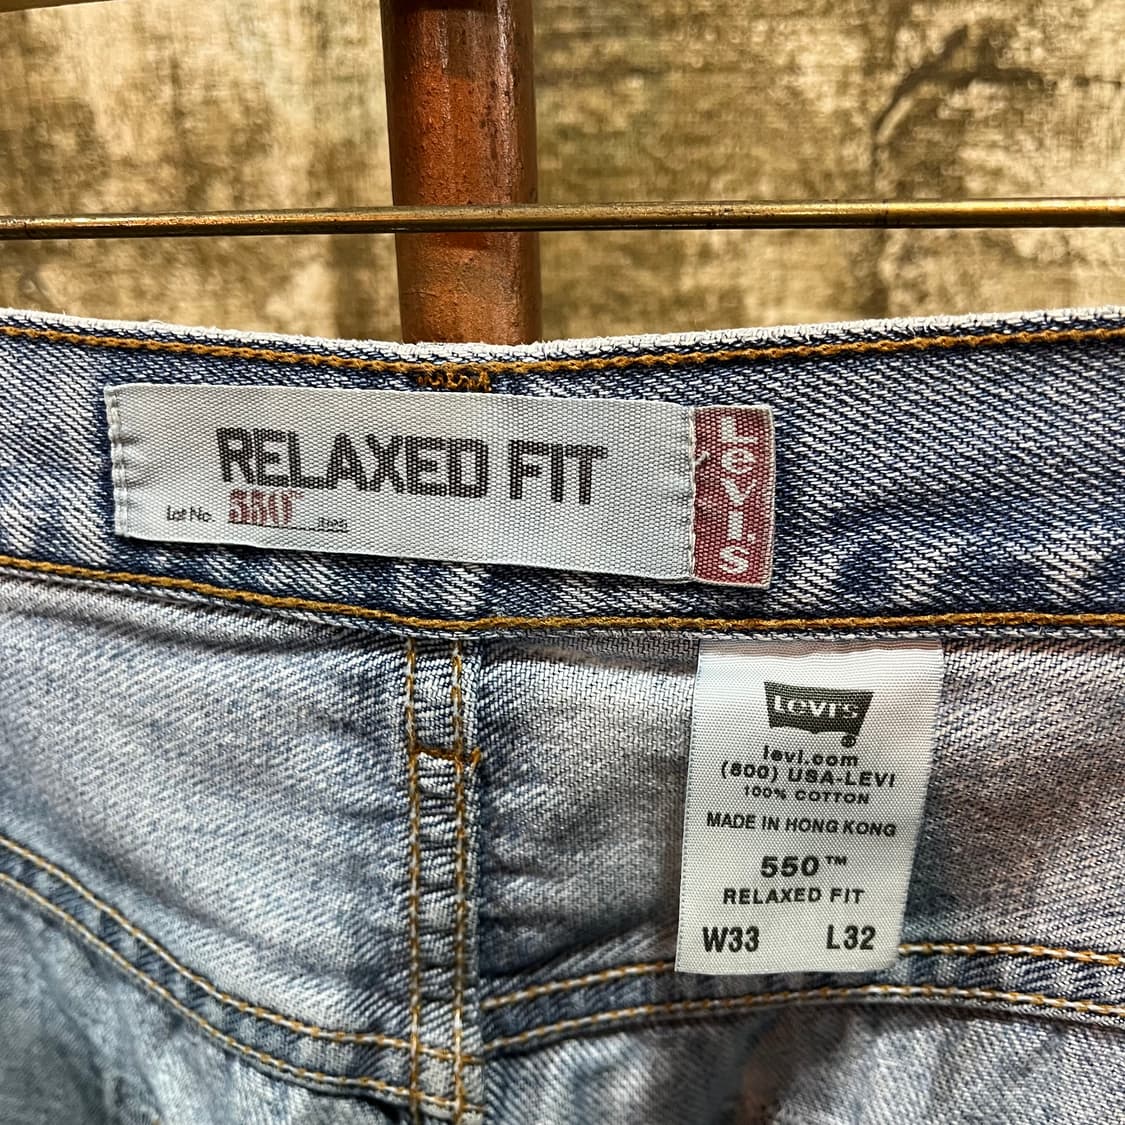 RELAXED FIT
Lot No. 550™
Levi's
Levi's
®
levi.com
(800) USA-LEVI
100% COTTON
MADE IN HONG KONG
550™
RELAXED FIT
W33 L32